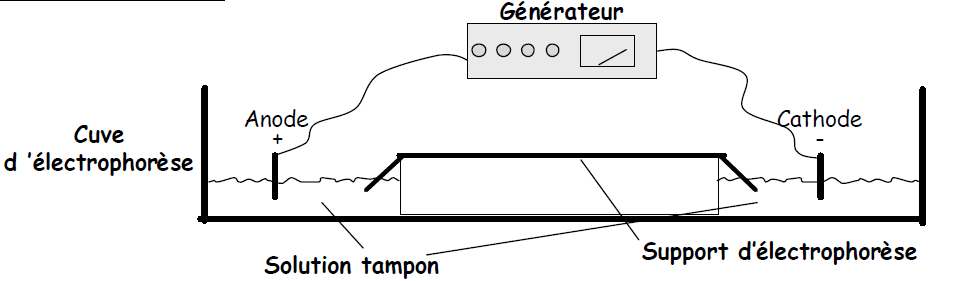 Générateur
Anode
+
Cathode
-
Cuve
d 'électrophorèse
Support d'électrophorèse
Solution tampon